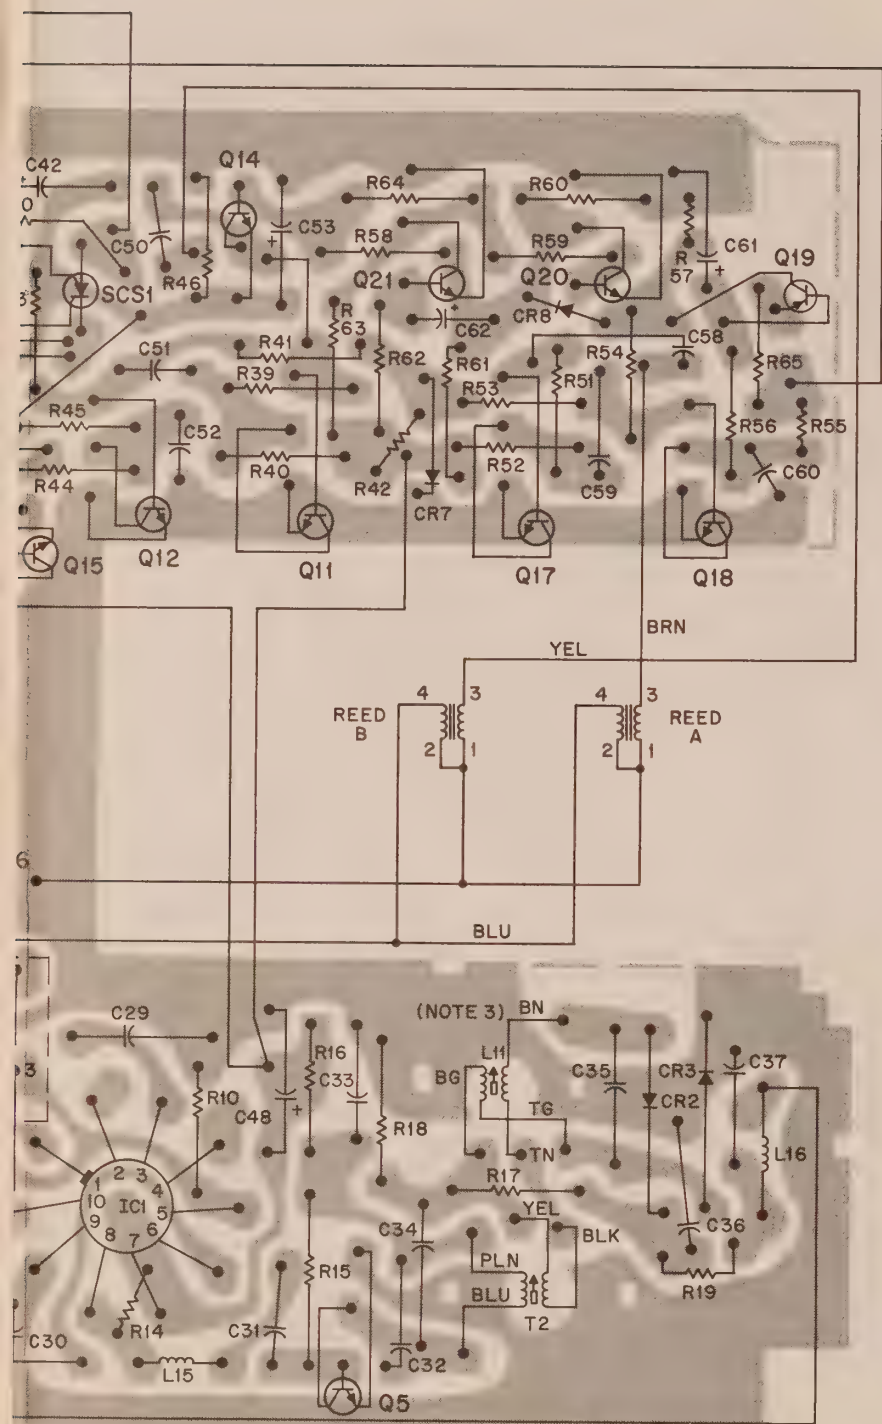 C42
Q14
R64
R60
C50
C53
R46
R58
Q21
R59
Q20
R
57
C61
Q19
SCS1
R
63
CR8
R41
R62
C62
R61
C58
R54
R65
C51
R39
R53
R51
R45
C52
R56
R55
R40
R42
R52
C59
C60
R44
CR7
Q15
Q12
Q11
Q17
Q18
BRN
YEL
4
3
4
3
REED
B
REED
A
2
1
2
1
6
BLU
(NOTE 3)
BN
C29
R16
L11
C35
CR3
C37
3
R10
C33
BG
CR2
C48
TG
R18
TN
L16
1
2
3
4
10
IC1
5
9
8
7
6
R17
YEL
C34
BLK
C36
R15
PLN
BLU
R19
R14
T2
C30
C31
C32
L15
Q5